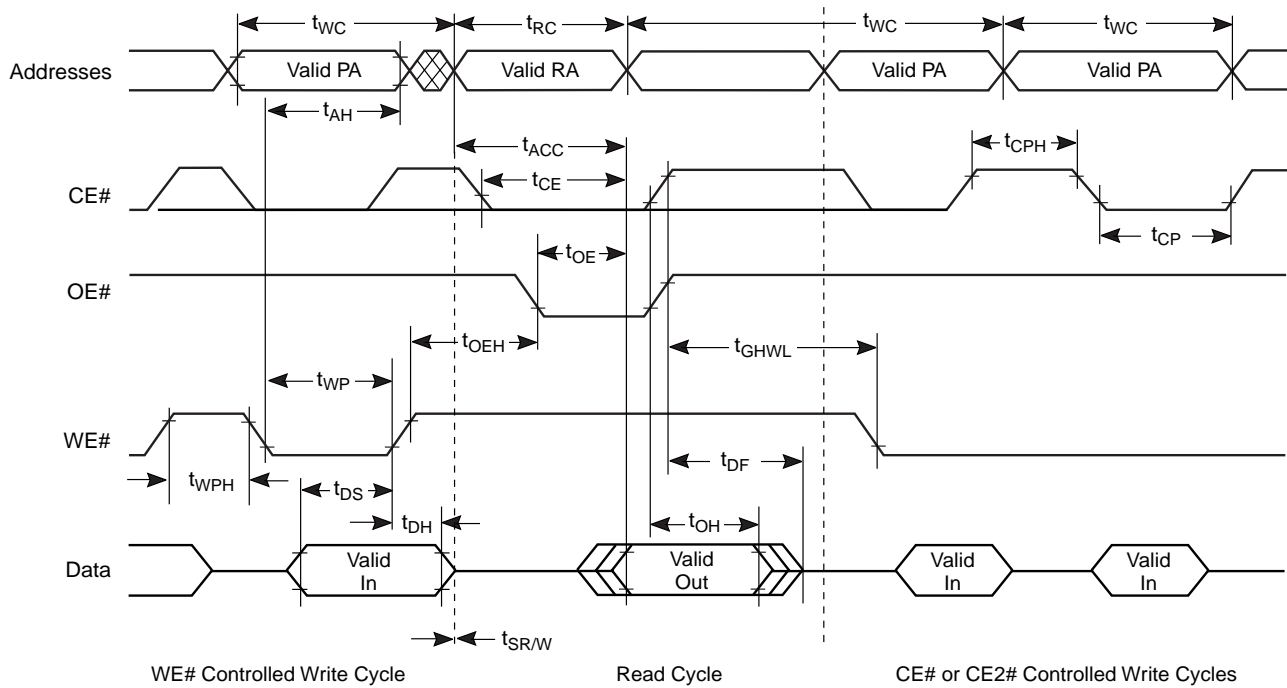 tWC tRC tWC tWC
Addresses Valid PA Valid RA Valid PA Valid PA
tAH
tACC tCPH
CE# tCE
tCP
tOE
OE#
tOEH tGHWL
tWP
WE#
tWPH tDS tDF
tDH tOH
Data Valid In Valid Out Valid In Valid In
tSR/W
WE# Controlled Write Cycle Read Cycle CE# or CE2# Controlled Write Cycles